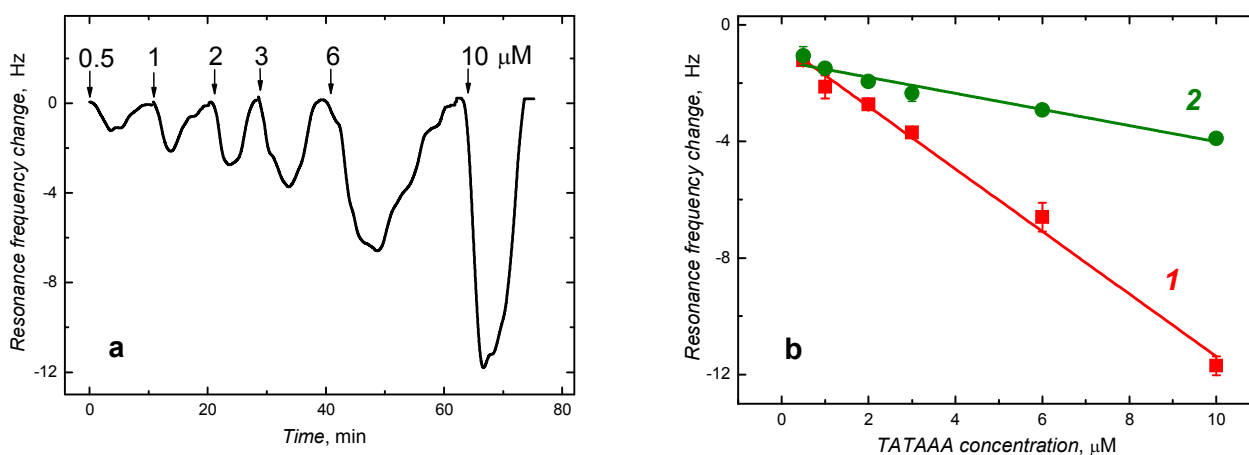 0.5 1 2 3 6 10 μM
0
-4
-8
-12
Resonance frequency change, Hz
a
0 20 40 60 80
Time, min
0
-4
-8
-12
Resonance frequency change, Hz
2
1
b
0 2 4 6 8 10
TATAAA concentration, μM